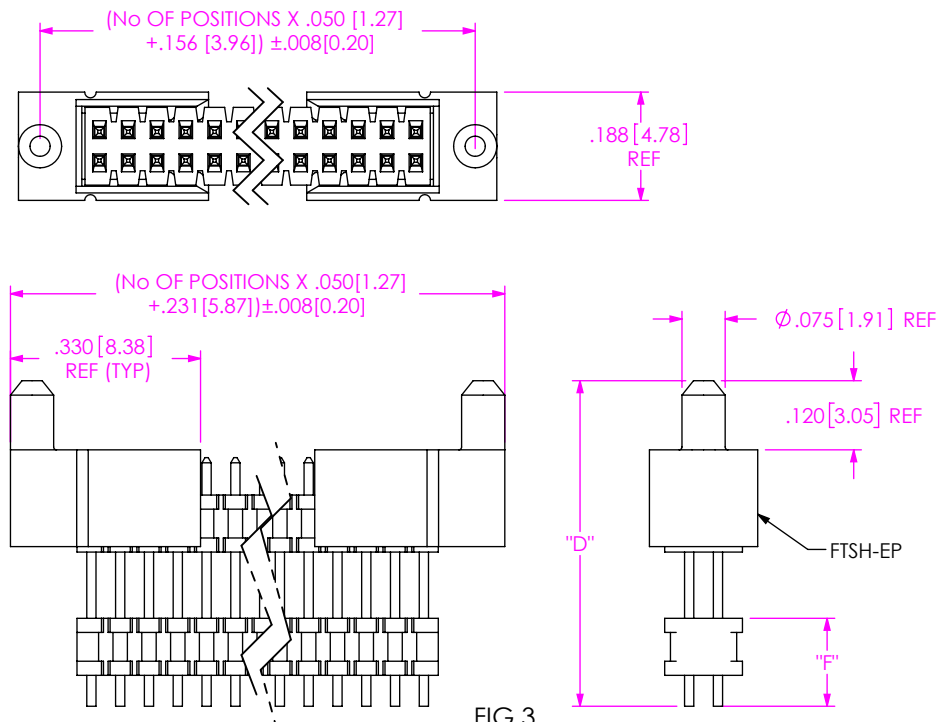 (No OF POSITIONS X .050 [1.27]
+.156 [3.96]) ±.008[0.20]
.188[4.78]
REF
(No OF POSITIONS X .050[1.27]
+.231[5.87])±.008[0.20]
.330[8.38]
REF (TYP)
Ø.075[1.91] REF
.120[3.05] REF
"D"
FTSH-EP
"F"
FIG 3